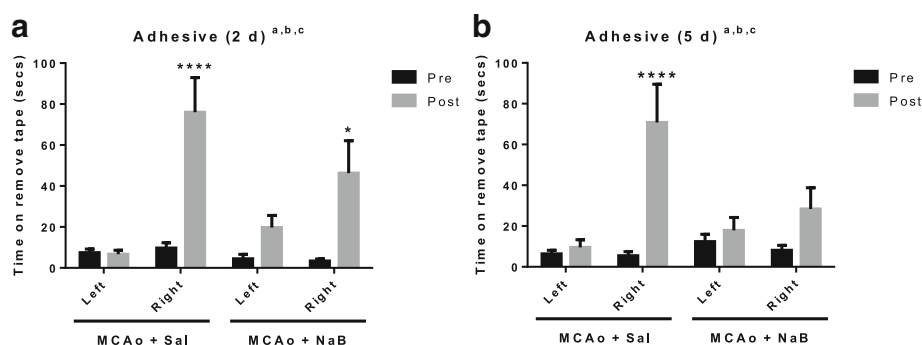 a
Adhesive (2 d) a,b,c
Time on remove tape (secs)
100
80
60
40
20
0
****
*
Pre
Post
Left
Right
Left
Right
MCAo + Sal
MCAo + NaB
b
Adhesive (5 d) a,b,c
Time on remove tape (secs)
100
80
60
40
20
0
****
Pre
Post
Left
Right
Left
Right
MCAo + Sal
MCAo + NaB